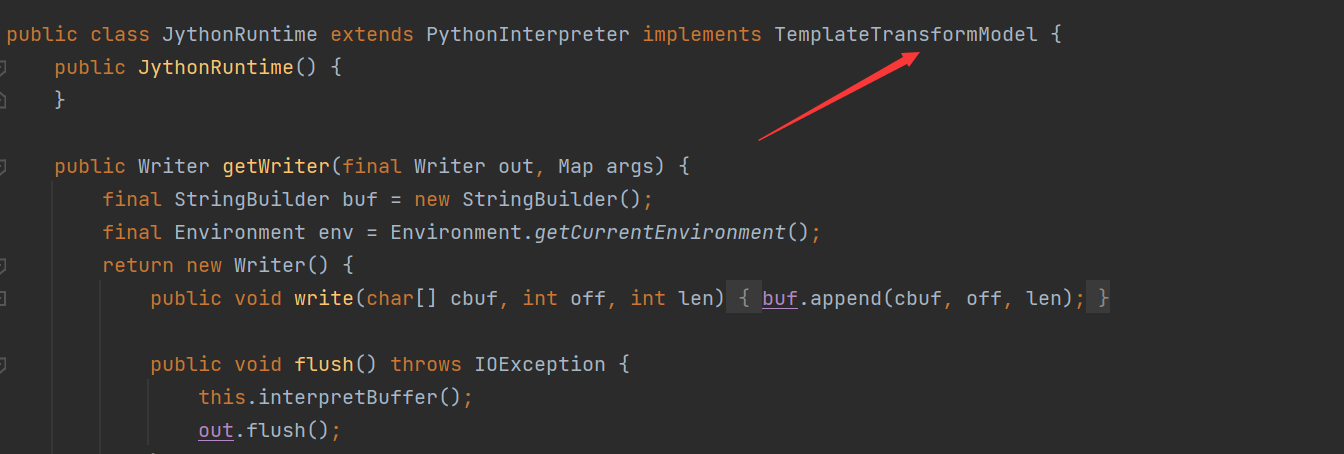 public class JythonRuntime extends PythonInterpreter implements TemplateTransformModel {
    public JythonRuntime() {
    }
    public Writer getWriter(final Writer out, Map args) {
        final StringBuilder buf = new StringBuilder();
        final Environment env = Environment.getCurrentEnvironment();
        return new Writer() {
            public void write(char[] cbuf, int off, int len) { buf.append(cbuf, off, len); }
            public void flush() throws IOException {
                this.interpretBuffer();
                out.flush();